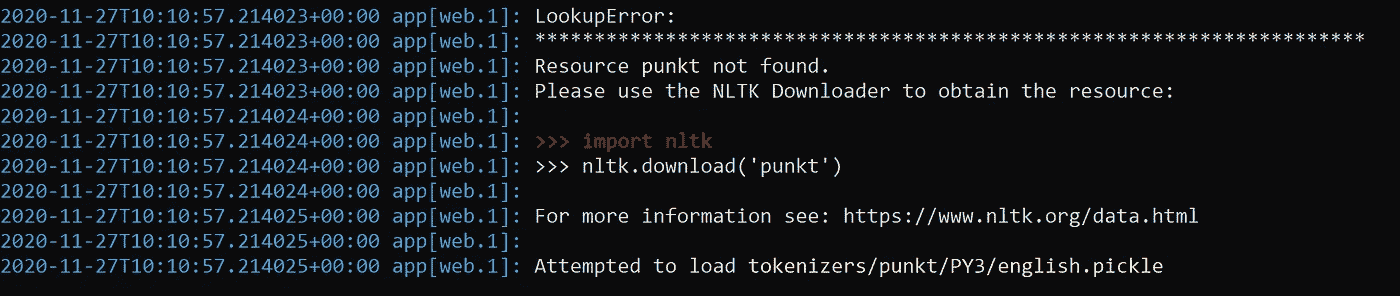 2020-11-27T10:10:57.214023+00:00 app[web.1]: LookupError:
2020-11-27T10:10:57.214023+00:00 app[web.1]: **********************************************************************
2020-11-27T10:10:57.214023+00:00 app[web.1]: Resource punkt not found.
2020-11-27T10:10:57.214023+00:00 app[web.1]: Please use the NLTK Downloader to obtain the resource:
2020-11-27T10:10:57.214024+00:00 app[web.1]:
2020-11-27T10:10:57.214024+00:00 app[web.1]: >>> import nltk
2020-11-27T10:10:57.214024+00:00 app[web.1]: >>> nltk.download('punkt')
2020-11-27T10:10:57.214024+00:00 app[web.1]:
2020-11-27T10:10:57.214025+00:00 app[web.1]: For more information see: https://www.nltk.org/data.html
2020-11-27T10:10:57.214025+00:00 app[web.1]:
2020-11-27T10:10:57.214025+00:00 app[web.1]: Attempted to load tokenizers/punkt/PY3/english.pickle